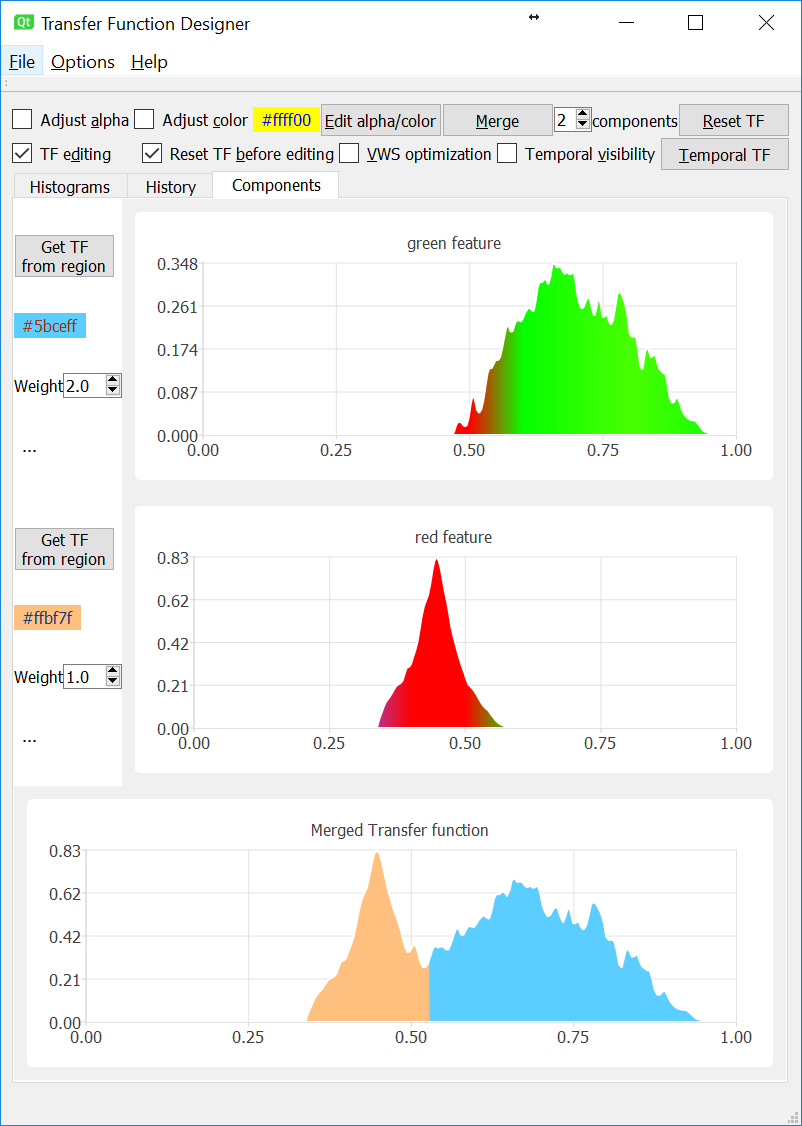 Qt Transfer Function Designer
File Options Help
Adjust alpha Adjust color #ffff00 Edit alpha/color Merge 2 components Reset TF
TF editing Reset TF before editing VWS optimization Temporal visibility Temporal TF
Histograms History Components
Get TF
from region
#5bceff
Weight 2.0
...
green feature
0.348
0.261
0.174
0.087
0.000
0.00 0.25 0.50 0.75 1.00
Get TF
from region
#ffbf7f
Weight 1.0
...
red feature
0.83
0.62
0.42
0.21
0.00
0.00 0.25 0.50 0.75 1.00
Merged Transfer function
0.83
0.62
0.42
0.21
0.00
0.00 0.25 0.50 0.75 1.00